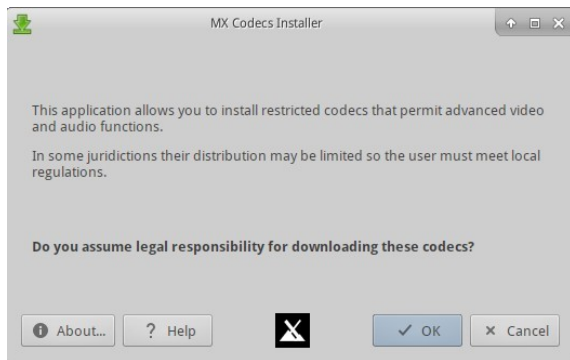 MX Codecs Installer
This application allows you to install restricted codecs that permit advanced video
and audio functions.
In some juridictions their distribution may be limited so the user must meet local
regulations.
Do you assume legal responsibility for downloading these codecs?
About...
? Help
OK
Cancel